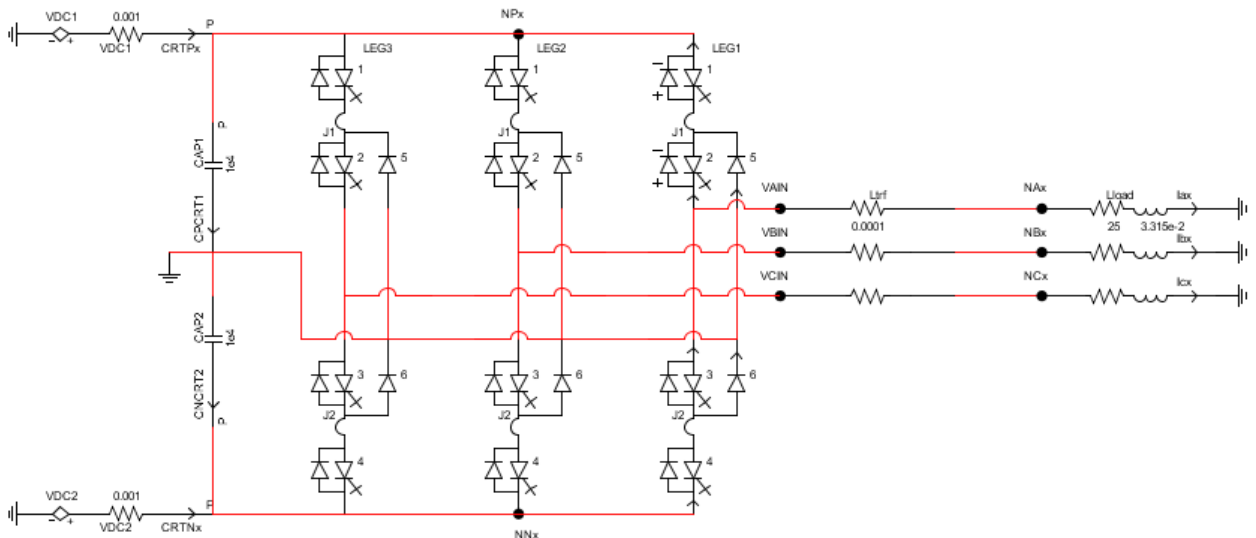 VDC1
0.001
P
NPx
VDC1
CRTPx
LEG3
LEG2
LEG1
1
1
1
P
J1
J1
J1
CAP1
1e4
2
5
2
5
2
5
VAIN
Ltrf
NAx
Lload
Iax
CPCRT1
0.0001
25
3.315e-2
VBIN
NBx
Ibx
VCIN
NCx
Icx
CAP2
1e4
CNCRT2
3
6
3
6
3
6
J2
J2
J2
P
4
4
4
VDC2
0.001
P
VDC2
CRTNx
NNx